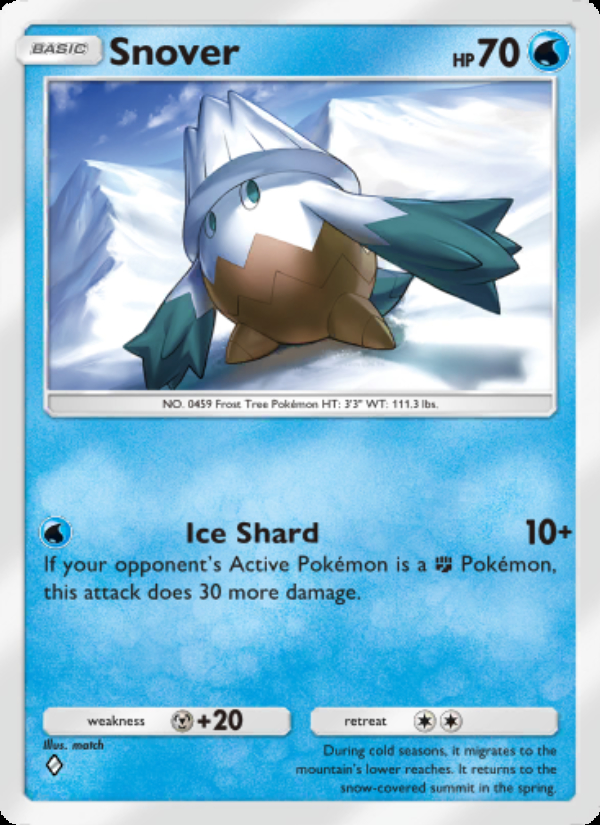 BASIC Snover HP 70
NO. 0459 Frost Tree Pokémon HT: 3'3" WT: 111.3 lbs.
Ice Shard 10+
If your opponent's Active Pokémon is a Pokémon,
this attack does 30 more damage.
weakness +20 retreat
Illus. match
During cold seasons, it migrates to the
mountain's lower reaches. It returns to the
snow-covered summit in the spring.